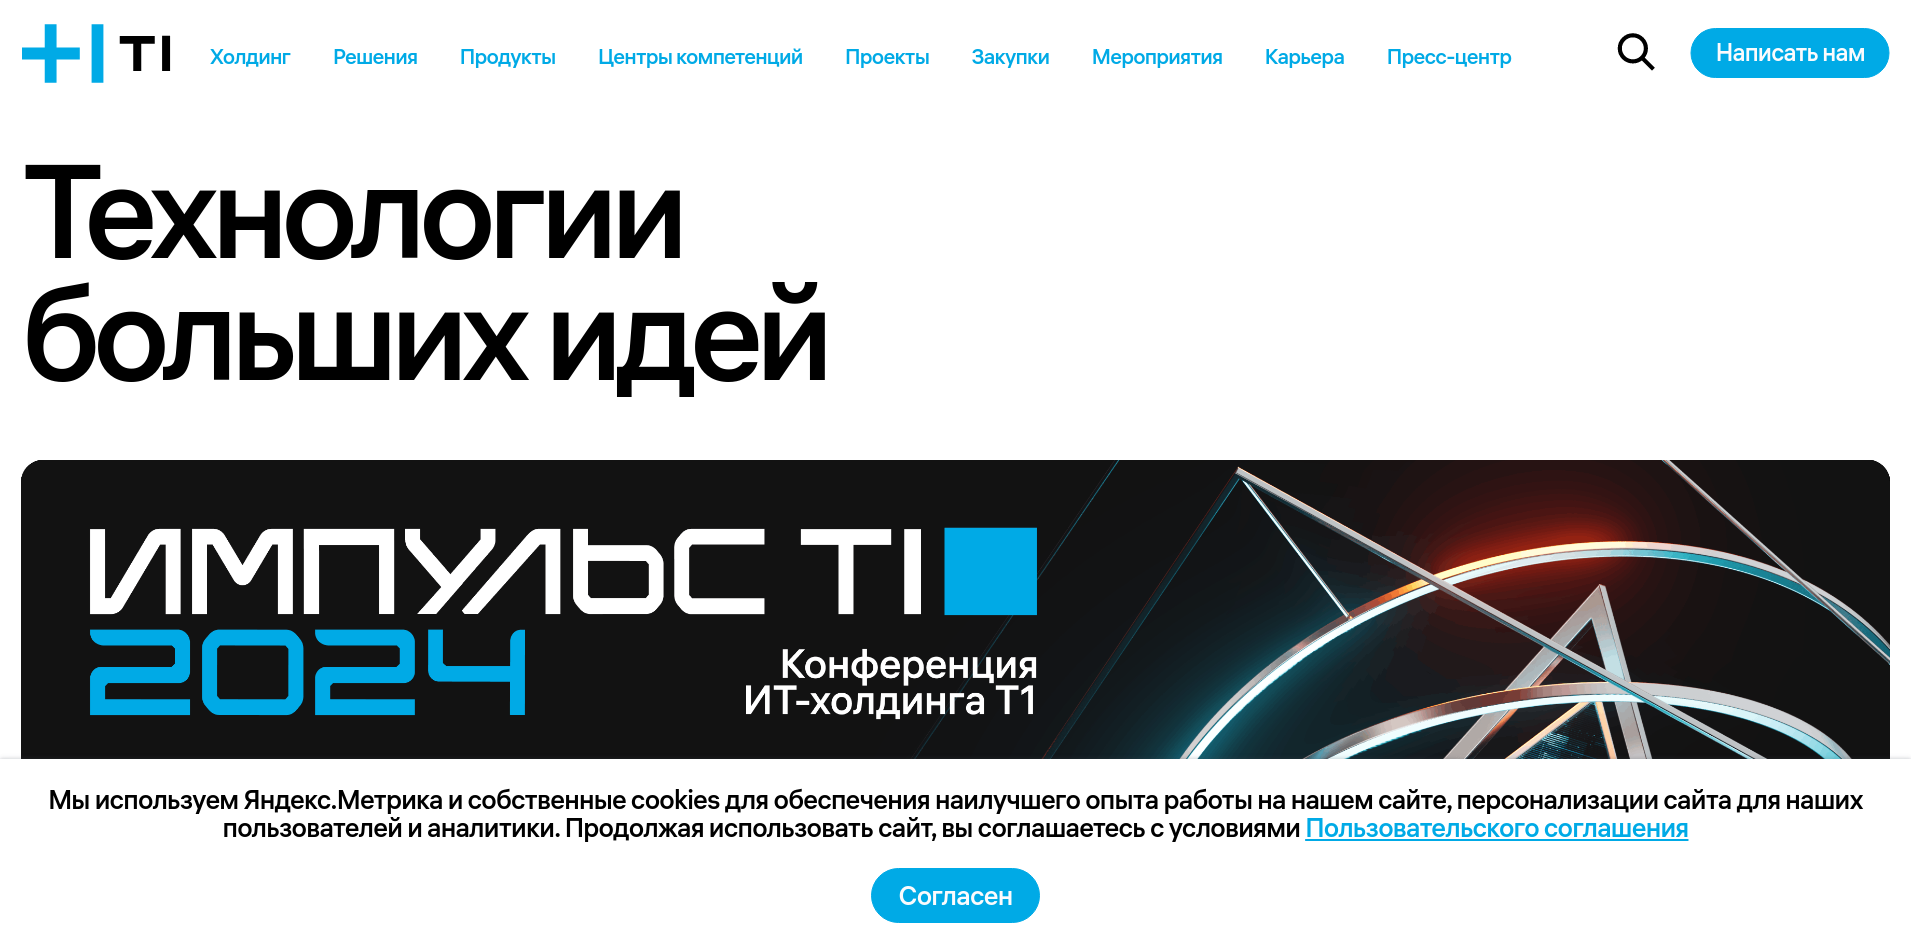 Т1
Холдинг
Решения
Продукты
Центры компетенций
Проекты
Закупки
Мероприятия
Карьера
Пресс-центр
Написать нам
Технологии
больших идей
ИМПУЛЬС Т1
2024
Конференция
ИТ-холдинга Т1
Мы используем Яндекс.Метрика и собственные cookies для обеспечения наилучшего опыта работы на нашем сайте, персонализации сайта для наших
пользователей и аналитики. Продолжая использовать сайт, вы соглашаетесь с условиями Пользовательского соглашения
Согласен